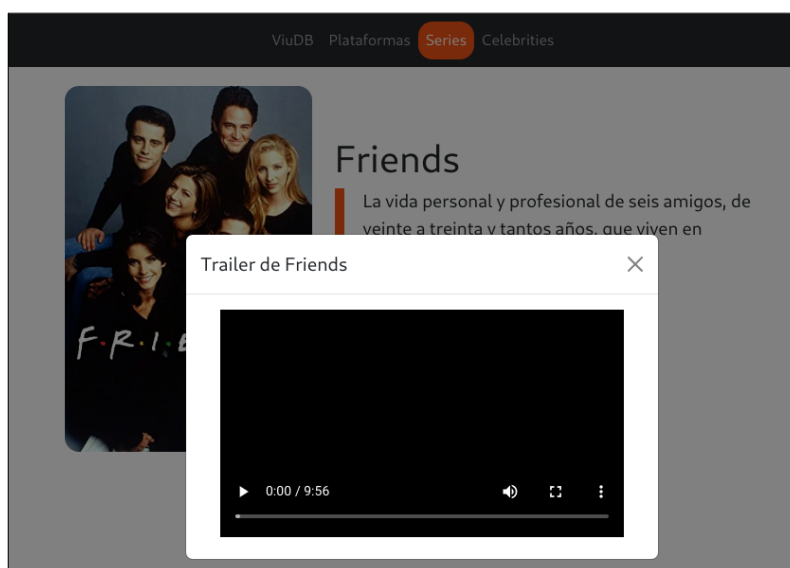 ViuDB Plataformas Series Celebrities
Friends
La vida personal y profesional de seis amigos, de
veinte a treinta y tantos años, que viven en
Trailer de Friends
F.R.I.E
0:00 / 9:56